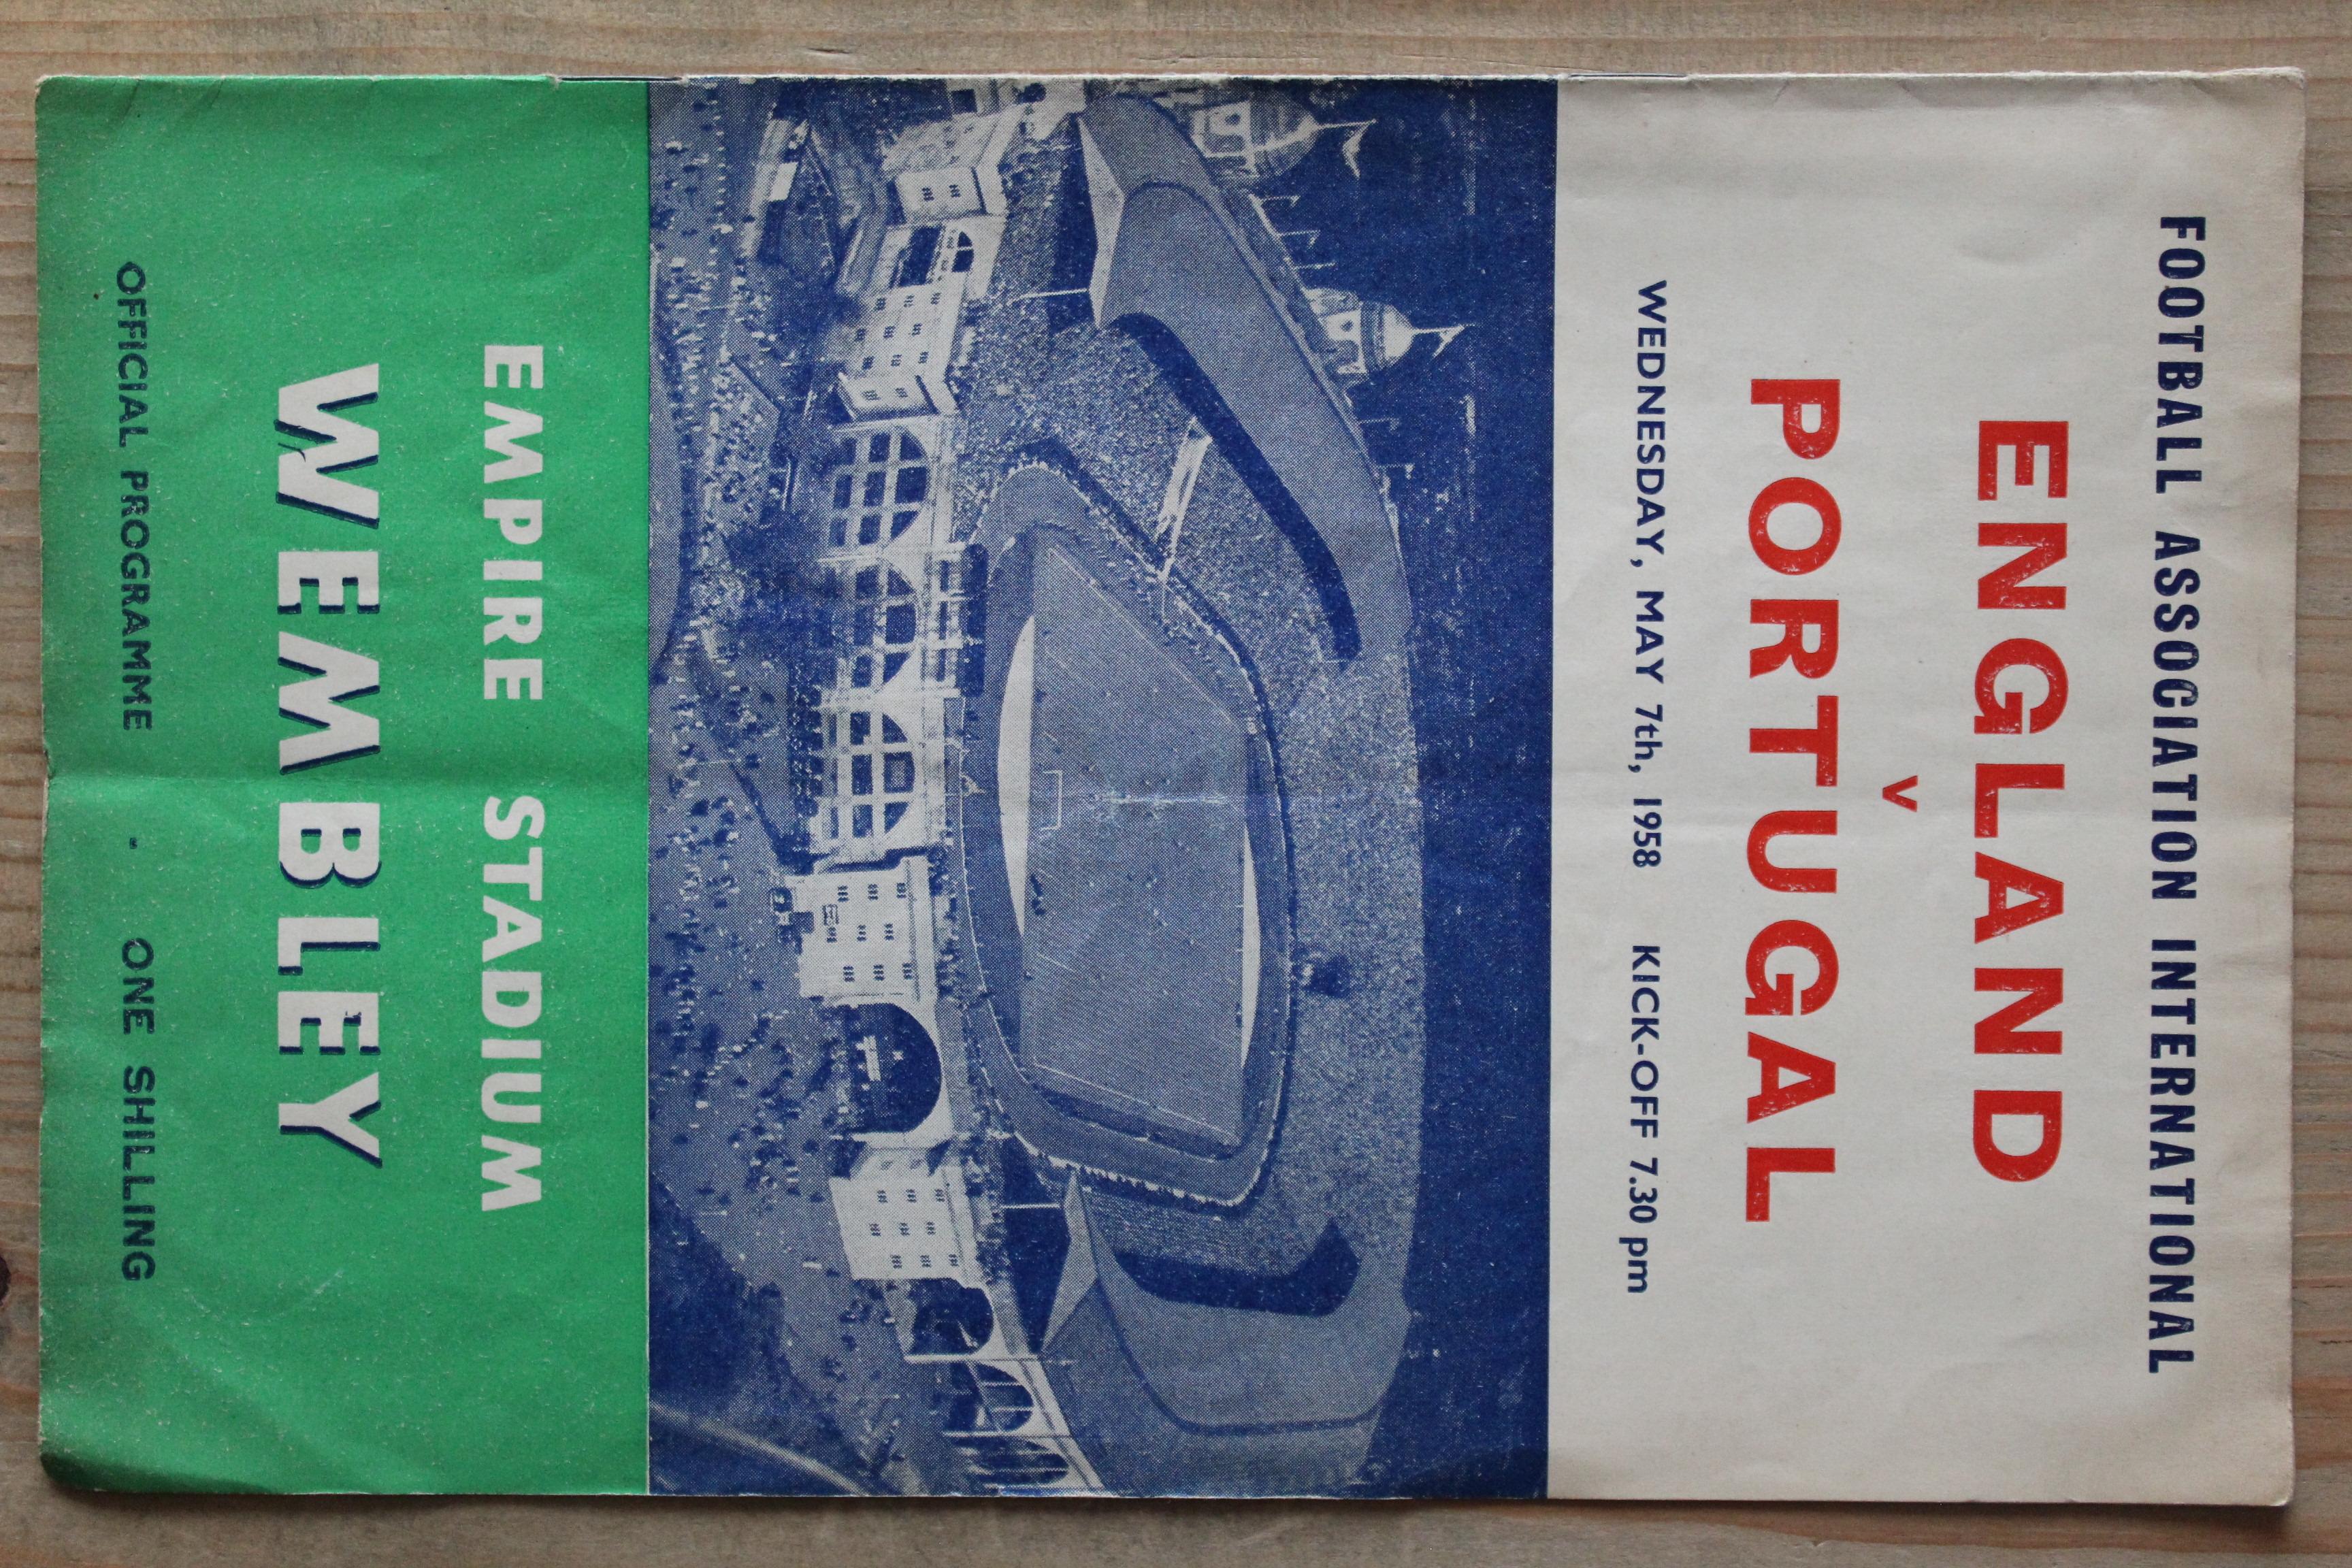 FOOTBALL ASSOCIATION INTERNATIONAL
ENGLAND
v
PORTUGAL
WEDNESDAY, MAY 7th, 1958 KICK-OFF 7.30 pm
EMPIRE STADIUM
WEMBLEY
OFFICIAL PROGRAMME - ONE SHILLING